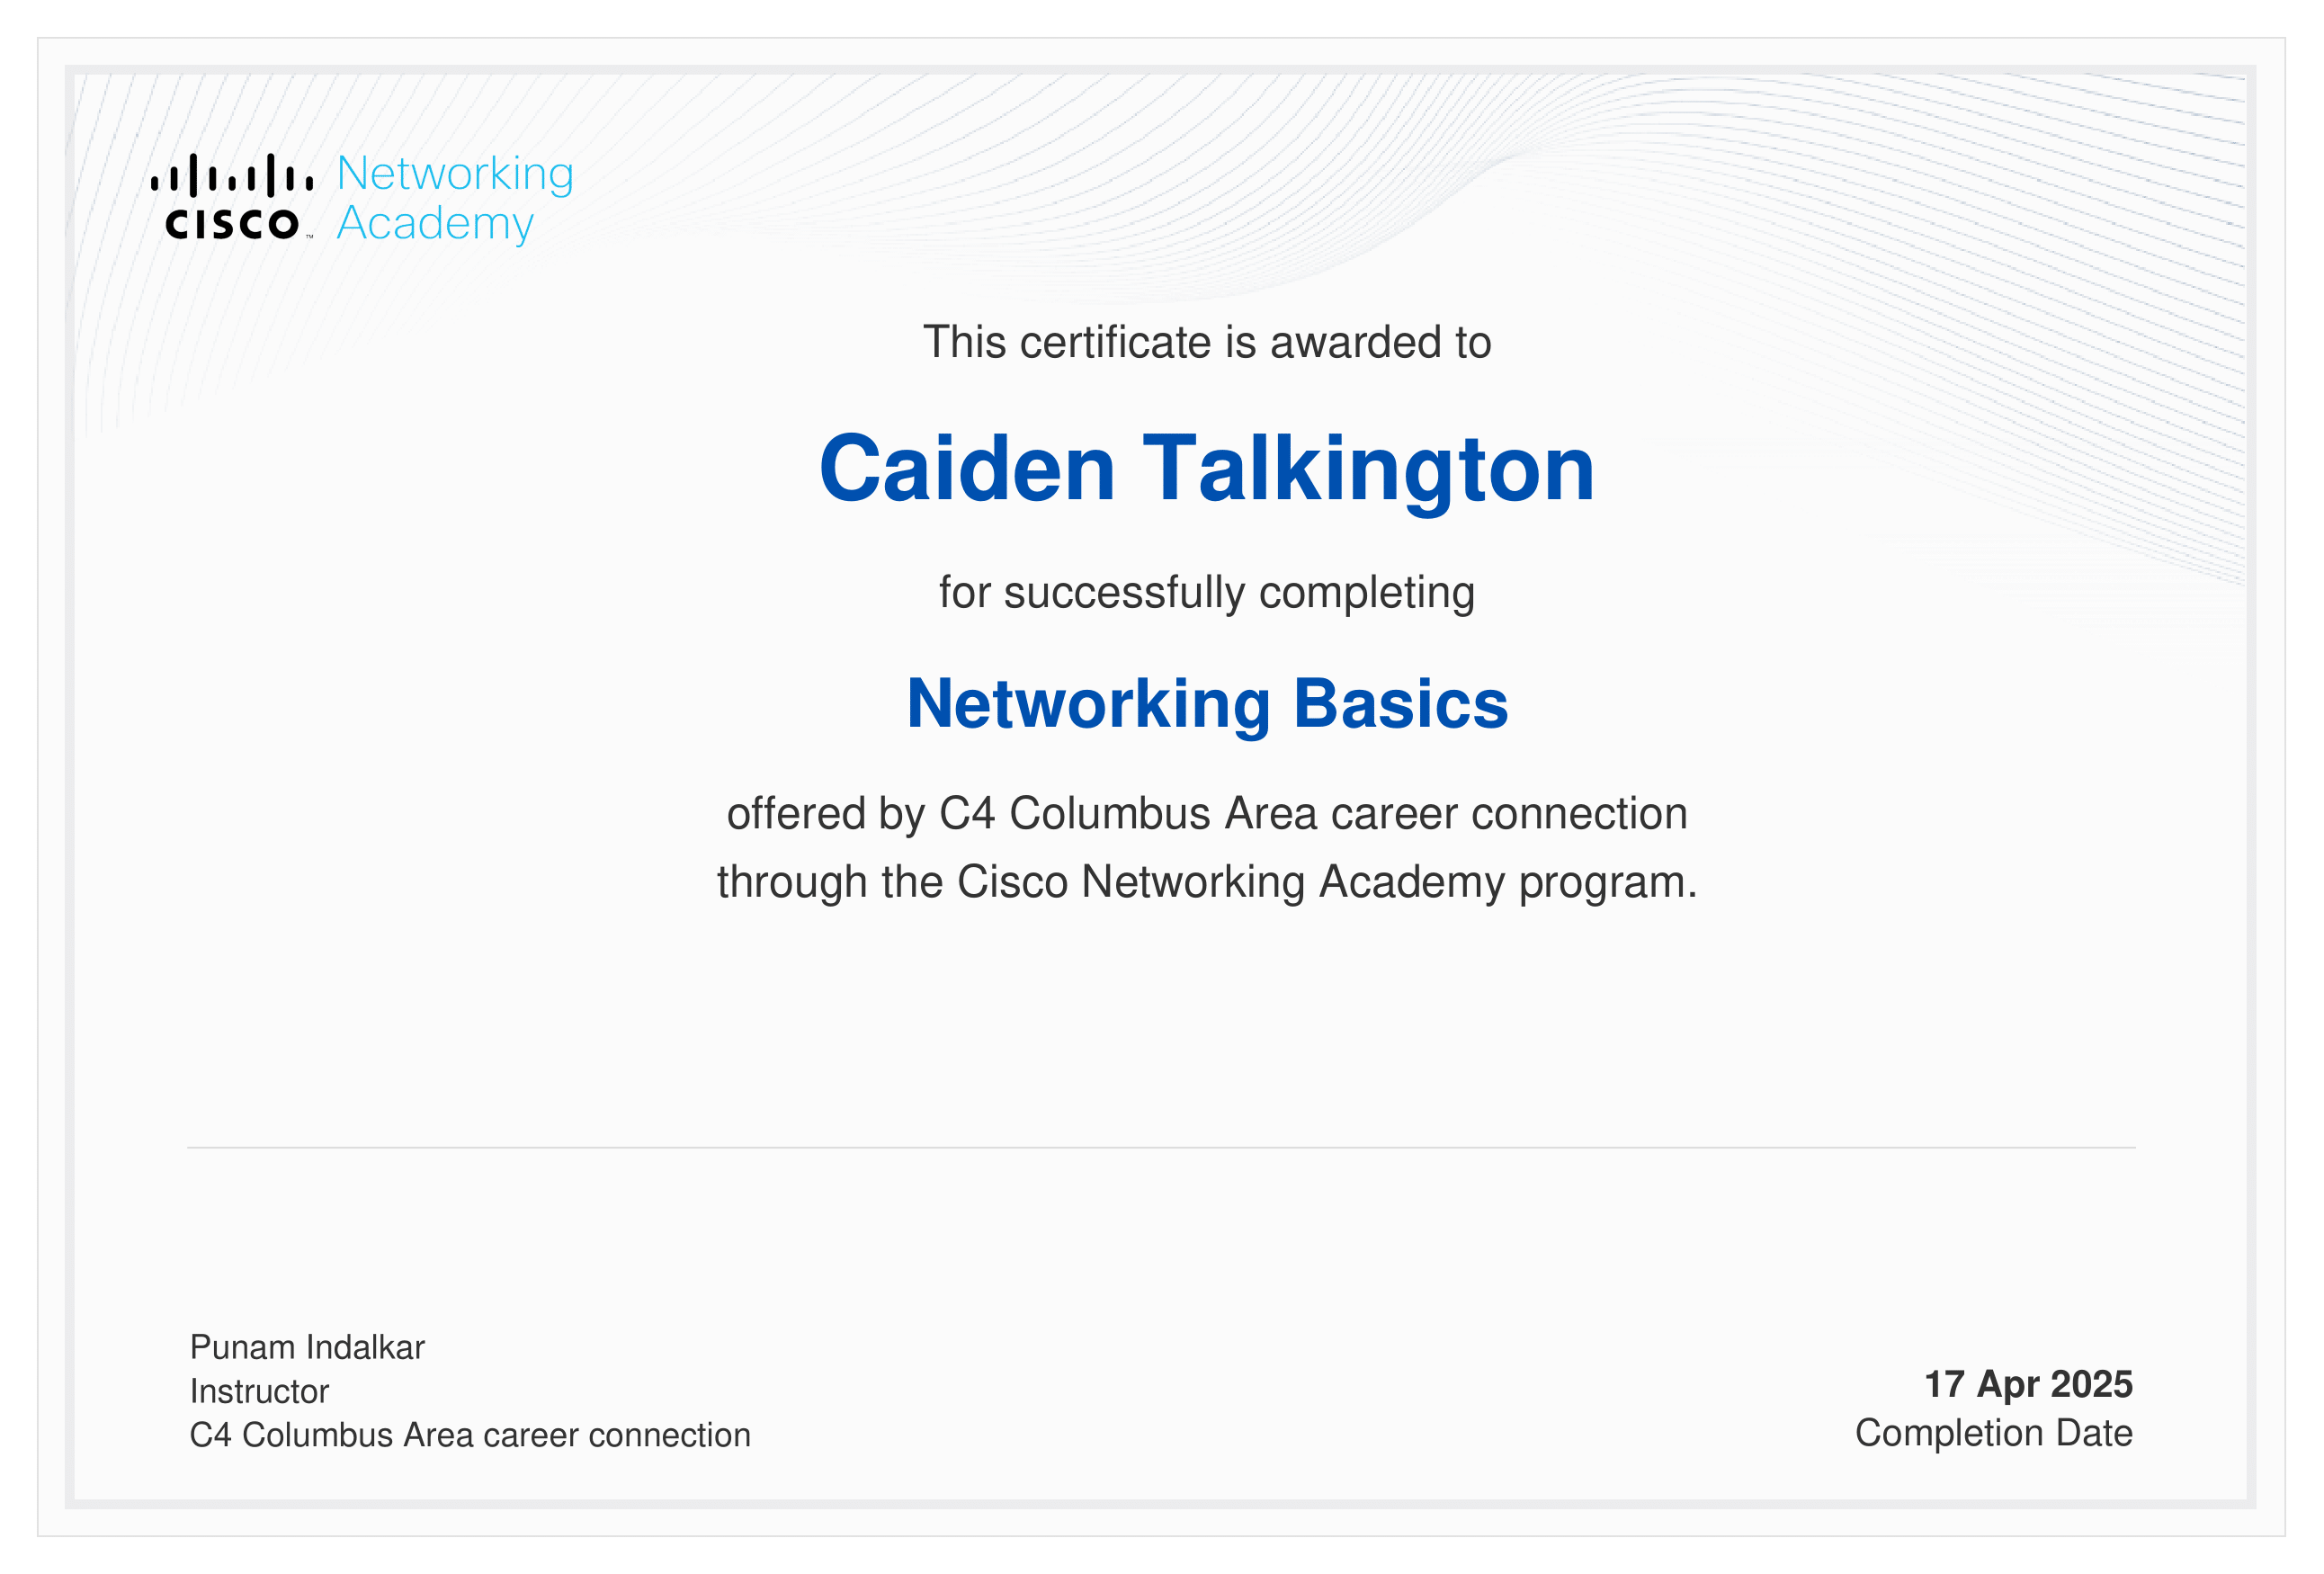 Networking
Academy
CISCO™
This certificate is awarded to
Caiden Talkington
for successfully completing
Networking Basics
offered by C4 Columbus Area career connection
through the Cisco Networking Academy program.
Punam Indalkar
Instructor
C4 Columbus Area career connection
17 Apr 2025
Completion Date